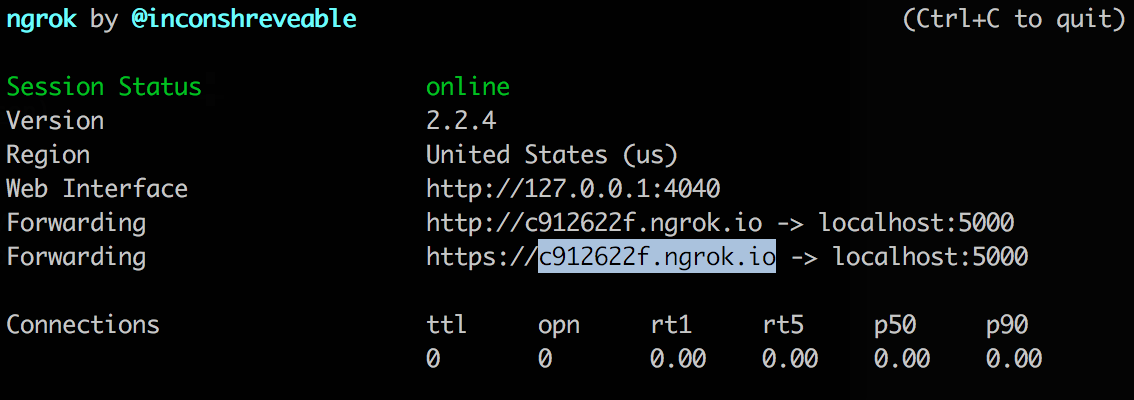 ngrok by @inconshreveable (Ctrl+C to quit)
Session Status online
Version 2.2.4
Region United States (us)
Web Interface http://127.0.0.1:4040
Forwarding http://c912622f.ngrok.io -> localhost:5000
Forwarding https://c912622f.ngrok.io -> localhost:5000
Connections ttl opn rt1 rt5 p50 p90
0 0 0.00 0.00 0.00 0.00